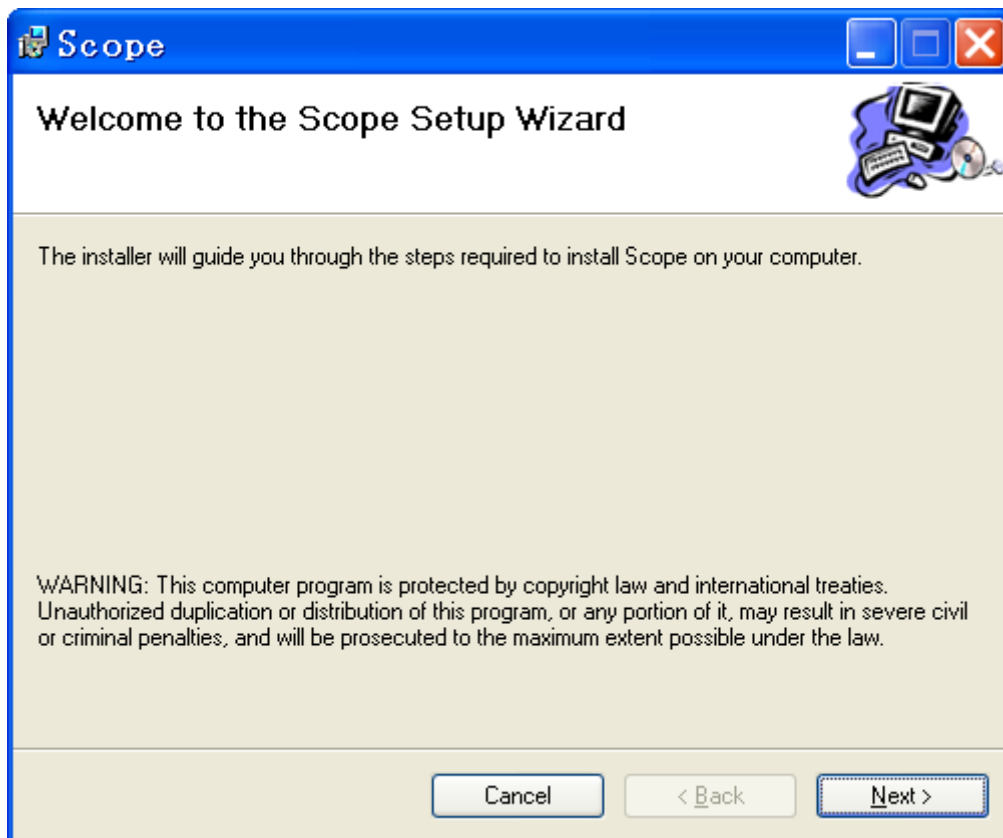 Scope
Welcome to the Scope Setup Wizard
The installer will guide you through the steps required to install Scope on your computer.
WARNING: This computer program is protected by copyright law and international treaties.
Unauthorized duplication or distribution of this program, or any portion of it, may result in severe civil
or criminal penalties, and will be prosecuted to the maximum extent possible under the law.
Cancel < Back Next >